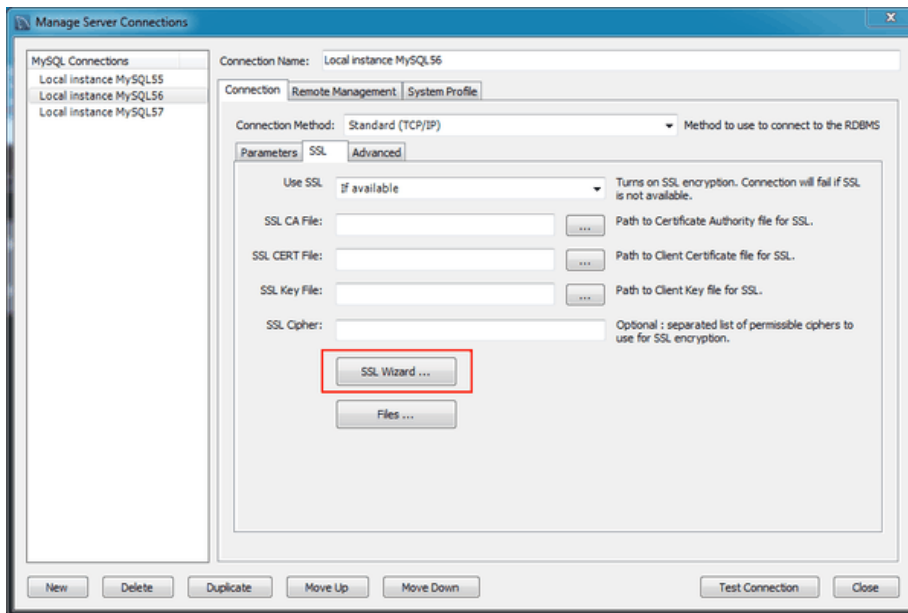 Manage Server Connections
MySQL Connections
Local instance MySQL55
Local instance MySQL56
Local instance MySQL57
Connection Name: Local instance MySQL56
Connection Remote Management System Profile
Connection Method: Standard (TCP/IP) Method to use to connect to the RDBMS
Parameters SSL Advanced
Use SSL If available Turns on SSL encryption. Connection will fail if SSL
is not available.
SSL CA File: ... Path to Certificate Authority file for SSL.
SSL CERT File: ... Path to Client Certificate file for SSL.
SSL Key File: ... Path to Client Key file for SSL.
SSL Cipher: Optional : separated list of permissible ciphers to
use for SSL encryption.
SSL Wizard ...
Files ...
New Delete Duplicate Move Up Move Down Test Connection Close